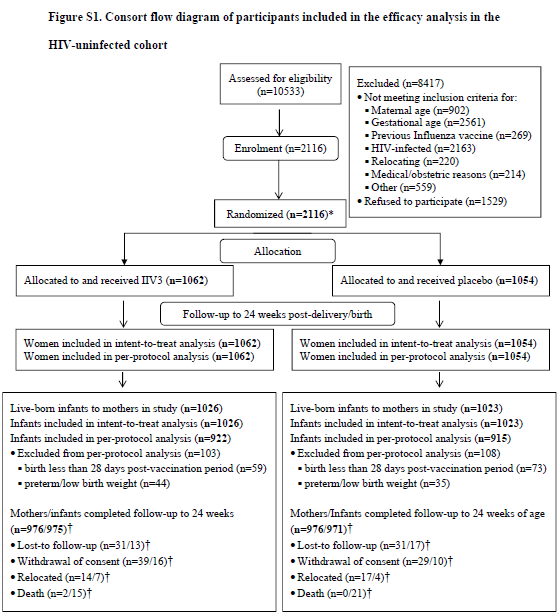 Figure S1. Consort flow diagram of participants included in the efficacy analysis in the
HIV-uninfected cohort
Assessed for eligibility
(n=10533)
Excluded (n=8417)
• Not meeting inclusion criteria for:
▪ Maternal age (n=902)
▪ Gestational age (n=2561)
▪ Previous Influenza vaccine (n=269)
▪ HIV-infected (n=2163)
▪ Relocating (n=220)
▪ Medical/obstetric reasons (n=214)
▪ Other (n=559)
• Refused to participate (n=1529)
Enrolment (n=2116)
Randomized (n=2116)*
Allocation
Allocated to and received IIV3 (n=1062)
Allocated to and received placebo (n=1054)
Follow-up to 24 weeks post-delivery/birth
Women included in intent-to-treat analysis (n=1062)
Women included in per-protocol analysis (n=1062)
Women included in intent-to-treat analysis (n=1054)
Women included in per-protocol analysis (n=1054)
Live-born infants to mothers in study (n=1026)
Infants included in intent-to-treat analysis (n=1026)
Infants included in per-protocol analysis (n=922)
• Excluded from per-protocol analysis (n=103)
▪ birth less than 28 days post-vaccination period (n=59)
▪ preterm/low birth weight (n=44)
Mothers/infants completed follow-up to 24 weeks
(n=976/975)†
• Lost-to follow-up (n=31/13)†
• Withdrawal of consent (n=39/16)†
• Relocated (n=14/7)†
• Death (n=2/15)†
Live-born infants to mothers in study (n=1023)
Infants included in intent-to-treat analysis (n=1023)
Infants included in per-protocol analysis (n=915)
• Excluded from per-protocol analysis (n=108)
▪ birth less than 28 days post-vaccination period (n=73)
▪ preterm/low birth weight (n=35)
Mothers/Infants completed follow-up to 24 weeks of age
(n=976/971)†
• Lost-to follow-up (n=31/17)†
• Withdrawal of consent (n=29/10)†
• Relocated (n=17/4)†
• Death (n=0/21)†